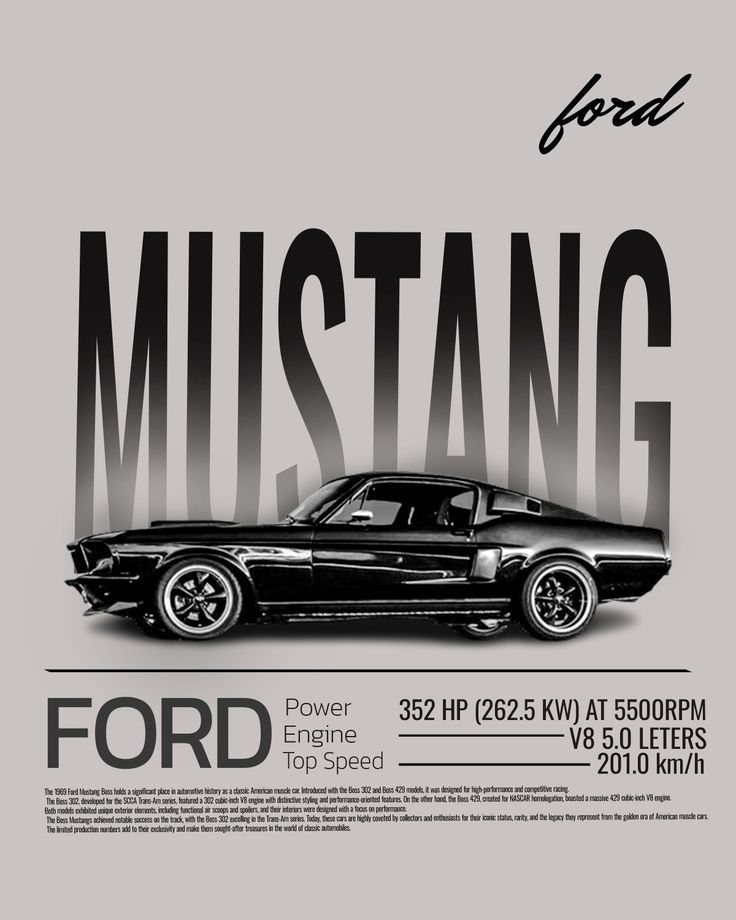 ford
MUSTANG
FORD
Power
352 HP (262.5 KW) AT 5500RPM
Engine
V8 5.0 LETERS
Top Speed
201.0 km/h
The 1969 Ford Mustang Boss holds a significant place in automotive history as a classic American muscle car. Introduced with the Boss 302 and Boss 429 models, it was designed for high-performance and competitive racing.
The Boss 302, developed for the SCCA Trans-Am series, featured a 302 cubic-inch V8 engine with distinctive styling and performance-oriented features. On the other hand, the Boss 429, created for NASCAR homologation, boasted a massive 429 cubic-inch V8 engine.
Both models exhibited unique exterior elements, including functional air scoops and spoilers, and their interiors were designed with a focus on performance.
The Boss Mustangs achieved notable success on the track, with the Boss 302 excelling in the Trans-Am series. Today, these cars are highly coveted by collectors and enthusiasts for their iconic status, rarity, and the legacy they represent from the golden era of American muscle cars.
The limited production numbers add to their exclusivity and make them sought-after treasures in the world of classic automobiles.